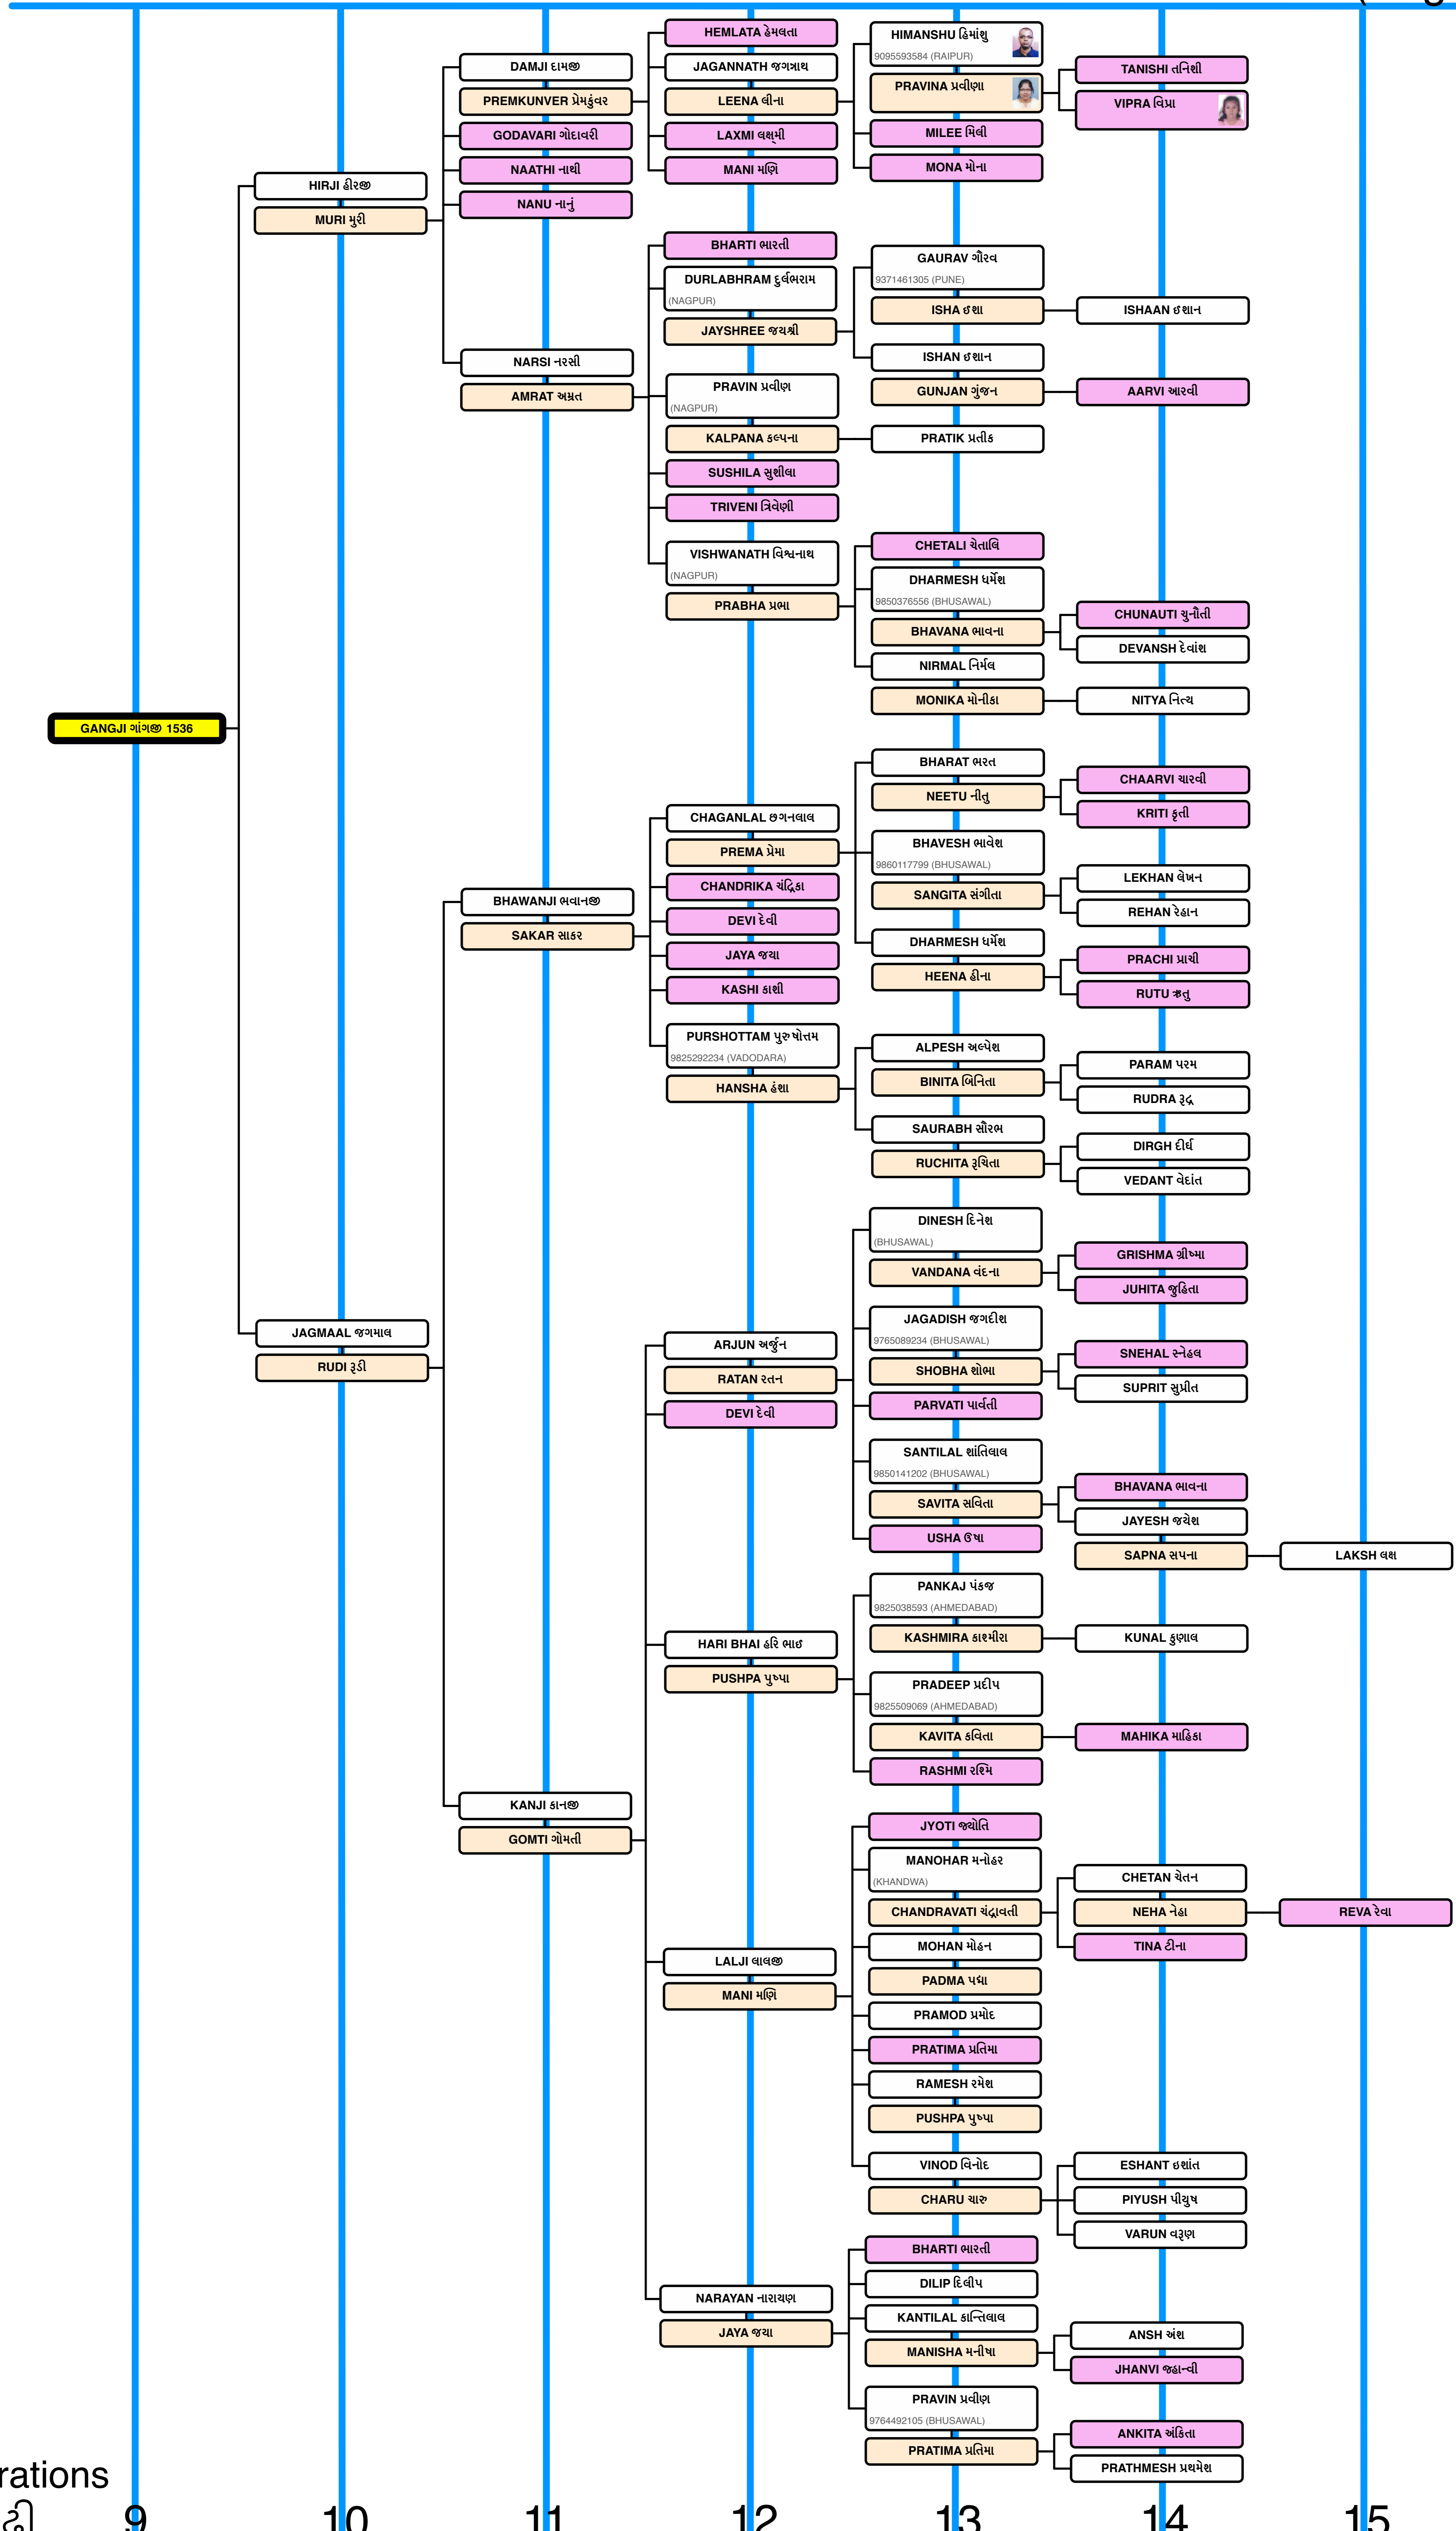 HEMLATA હેમલતા
JAGANNATH જગન્નાથ
LEENA લીના
LAXMI લક્ષ્મી
MANI મણિ
HIMANSHU હિમાંશુ
9095593584 (RAIPUR)
PRAVINA પ્રવીણા
MILEE મિલી
MONA મોના
TANISHI તનિશી
VIPRA વિપ્રા
DAMJI દામજી
PREMKUNVER પ્રેમકુંવર
GODAVARI ગોદાવરી
NAATHI નાથી
NANU નાનું
HIRJI હીરજી
MURI મુરી
BHARTI ભારતી
DURLABHRAM દુર્લભરામ
(NAGPUR)
JAYSHREE જયશ્રી
GAURAV ગૌરવ
9371461305 (PUNE)
ISHA ઈશા
ISHAAN ઈશાન
ISHAN ઈશાન
GUNJAN ગુંજન
AARVI આરવી
NARSI નરસી
AMRAT અમ્રત
PRAVIN પ્રવીણ
(NAGPUR)
KALPANA કલ્પના
PRATIK પ્રતીક
SUSHILA સુશીલા
TRIVENI ત્રિવેણી
VISHWANATH વિશ્વનાથ
(NAGPUR)
PRABHA પ્રભા
CHETALI ચેતાલિ
DHARMESH ધર્મેશ
9850376556 (BHUSAWAL)
BHAVANA ભાવના
CHUNAUTI ચુનૌતી
DEVANSH દેવાંશ
NIRMAL નિર્મલ
MONIKA મોનીકા
NITYA નિત્ય
GANGJI ગાંગજી 1536
BHARAT ભરત
NEETU નીતુ
CHAARVI ચારવી
KRITI કૃતી
CHAGANLAL છગનલાલ
PREMA પ્રેમા
CHANDRIKA ચંદ્રિકા
DEVI દેવી
JAYA જયા
KASHI કાશી
BHAVESH ભાવેશ
9860117799 (BHUSAWAL)
SANGITA સંગીતા
LEKHAN લેખન
REHAN રેહાન
BHAWANJI ભવાનજી
SAKAR સાકર
DHARMESH ધર્મેશ
HEENA હીના
PRACHI પ્રાચી
RUTU ઋતુ
PURSHOTTAM પુરુષોત્તમ
9825292234 (VADODARA)
HANSHA હંશા
ALPESH અલ્પેશ
BINITA બિનિતા
PARAM પરમ
RUDRA રૂદ્ર
SAURABH સૌરભ
RUCHITA રૂચિતા
DIRGH દીર્ઘ
VEDANT વેદાંત
DINESH દિનેશ
(BHUSAWAL)
VANDANA વંદના
GRISHMA ગ્રીષ્મા
JUHITA જુહિતા
JAGMAAL જગમાલ
RUDI રૂડી
ARJUN અર્જુન
RATAN રતન
DEVI દેવી
JAGADISH જગદીશ
9765089234 (BHUSAWAL)
SHOBHA શોભા
SNEHAL સ્નેહલ
SUPRIT સુપ્રીત
PARVATI પાર્વતી
SANTILAL શાંતિલાલ
9850141202 (BHUSAWAL)
SAVITA સવિતા
BHAVANA ભાવના
JAYESH જયેશ
SAPNA સપના
LAKSH લક્ષ
USHA ઉષા
PANKAJ પંકજ
9825038593 (AHMEDABAD)
KASHMIRA કાશ્મીરા
KUNAL કુણાલ
HARI BHAI હરિ ભાઈ
PUSHPA પુષ્પા
PRADEEP પ્રદીપ
9825509069 (AHMEDABAD)
KAVITA કવિતા
MAHIKA માહિકા
RASHMI રશ્મિ
KANJI કાનજી
GOMTI ગોમતી
JYOTI જ્યોતિ
MANOHAR મનોહર
(KHANDWA)
CHANDRAVATI ચંદ્રાવતી
CHETAN ચેતન
NEHA નેહા
TINA ટીના
REVA રેવા
MOHAN મોહન
PADMA પદ્મા
LALJI લાલજી
MANI મણિ
PRAMOD પ્રમોદ
PRATIMA પ્રતિમા
RAMESH રમેશ
PUSHPA પુષ્પા
VINOD વિનોદ
CHARU ચારુ
ESHANT ઇશાંત
PIYUSH પીયુષ
VARUN વરૂણ
BHARTI ભારતી
DILIP દિલીપ
NARAYAN નારાયણ
JAYA જયા
KANTILAL કાન્તિલાલ
MANISHA મનીષા
ANSH અંશ
JHANVI જ્હાન્વી
PRAVIN પ્રવીણ
9764492105 (BHUSAWAL)
PRATIMA પ્રતિમા
ANKITA અંકિતા
PRATHMESH પ્રથમેશ
rations
9 10 11 12 13 14 15